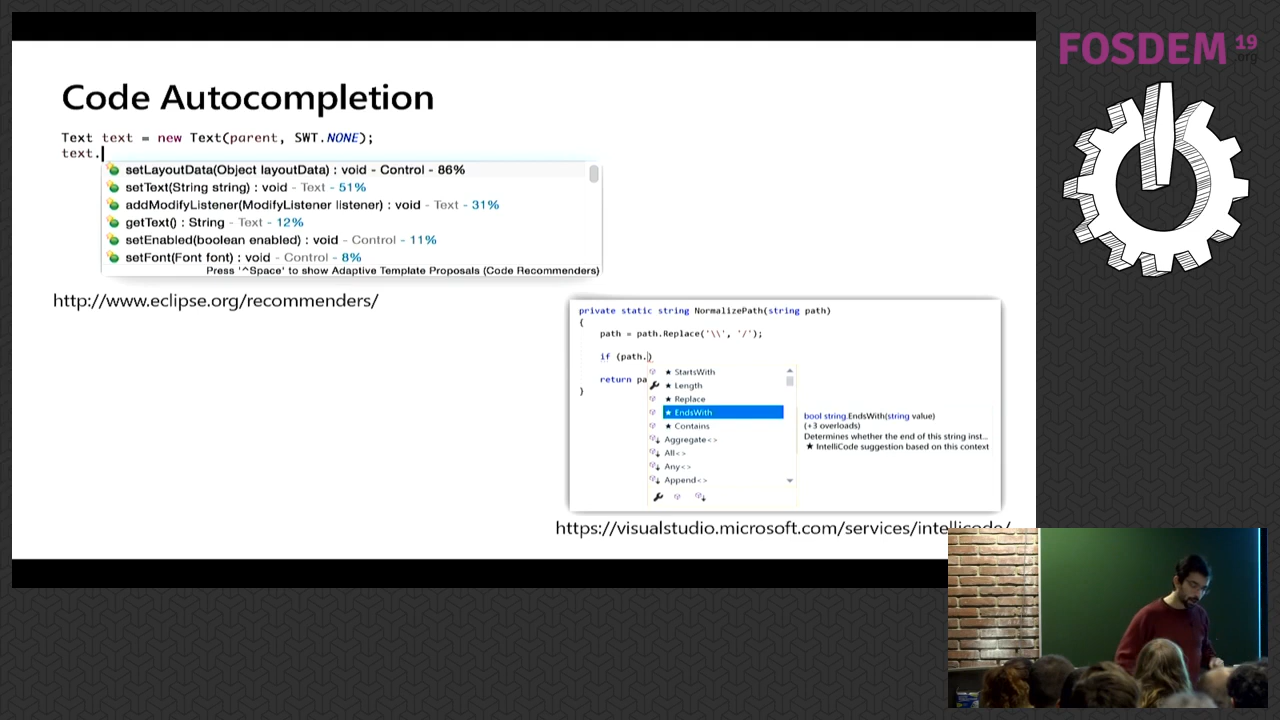 Code Autocompletion
Text text = new Text(parent, SWT.NONE);
text.
setLayoutData(Object layoutData) : void - Control - 86%
setText(String string) : void - Text - 51%
addModifyListener(ModifyListener listener) : void - Text - 31%
getText() : String - Text - 12%
setEnabled(boolean enabled) : void - Control - 11%
setFont(Font font) : void - Control - 8%
Press '^Space' to show Adaptive Template Proposals (Code Recommenders)
http://www.eclipse.org/recommenders/
private static string NormalizePath(string path)
{
path = path.Replace('\\', '/');
if (path.)
return pa
}
★ StartsWith
★ Length
★ Replace
★ EndsWith
★ Contains
Aggregate<>
All<>
Any<>
Append<>
bool string.EndsWith(string value)
(+3 overloads)
Determines whether the end of this string inst...
★ IntelliCode suggestion based on this context
https://visualstudio.microsoft.com/services/intellicode/
FOSDEM 19
.org